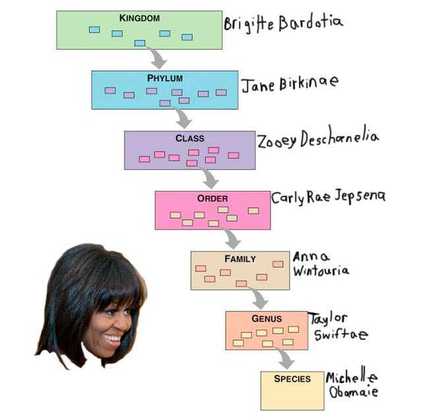 KINGDOM
Brigitte Bardotia
PHYLUM
Jane Birkinae
CLASS
Zooey Deschanelia
ORDER
Carly Rae Jepsena
FAMILY
Anna
Wintouria
GENUS
Taylor
Swiftae
SPECIES
Michelle
Obamaie